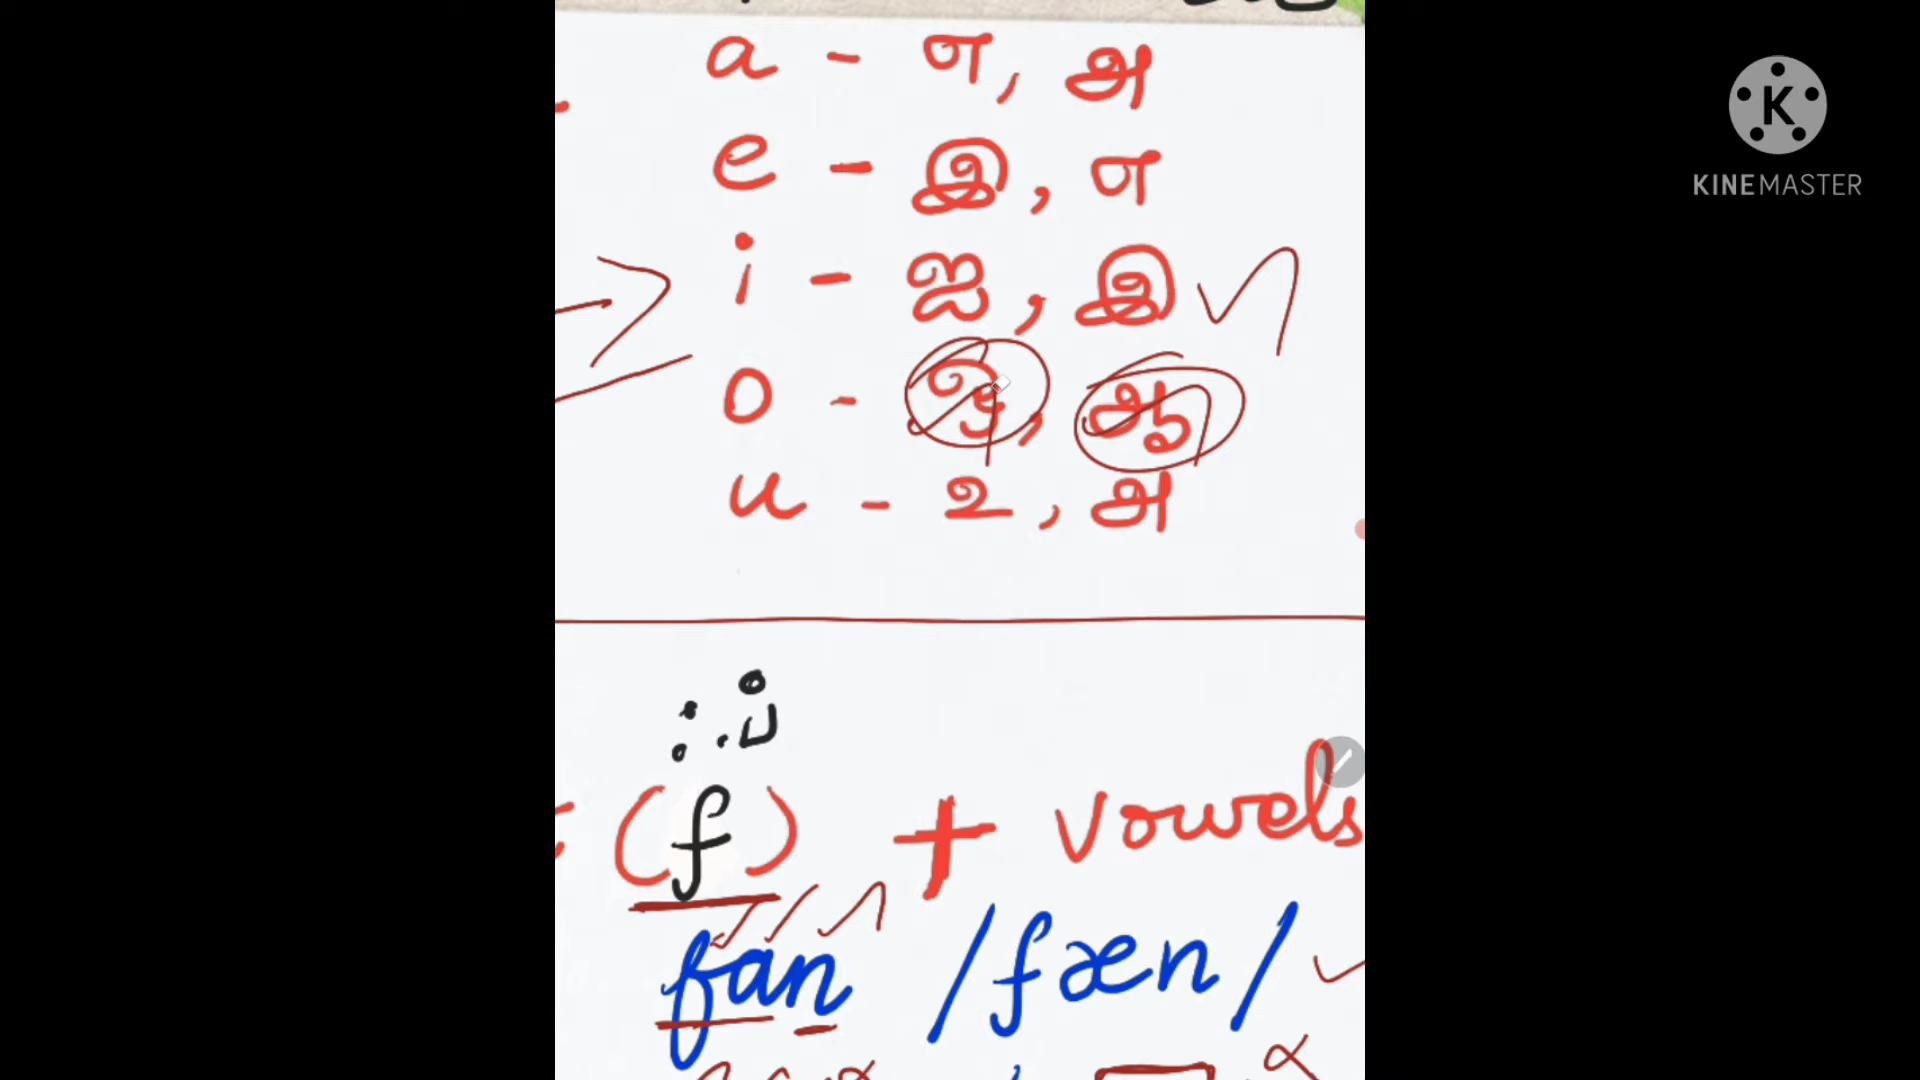 a - எ, அ
e - இ, எ
i - ஐ, இ
o - ஒ, ஆ
u - உ, அ
ஃப்
(f) + vowels
fan /fæn/
K
KINEMASTER